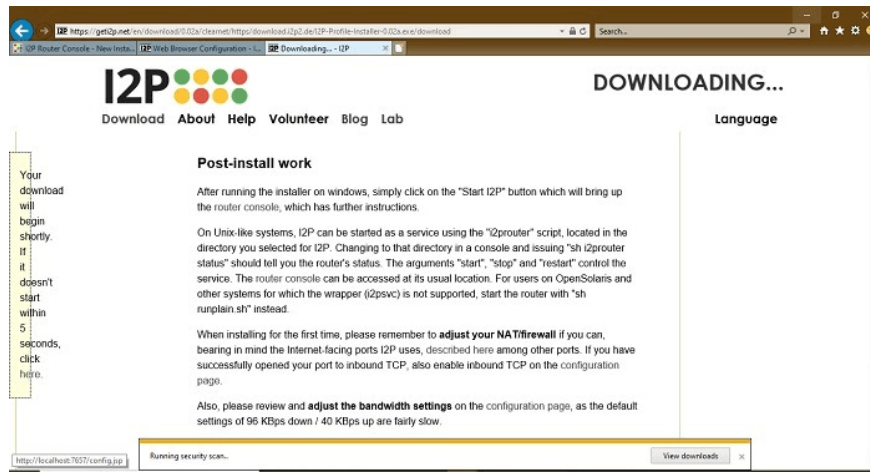 https://geti2p.net/en/download/0.02a/clearnet/https/download.i2p2.de/I2P-Profile-Installer-0.02a.exe/download
Search...
I2P Router Console - New Insta...
I2P Web Browser Configuration - I...
I2P Downloading... - I2P
I2P
DOWNLOADING...
Download About Help Volunteer Blog Lab
Language
Your
download
will
begin
shortly.
If
it
doesn't
start
within
5
seconds,
click
here.
Post-install work
After running the installer on windows, simply click on the "Start I2P" button which will bring up
the router console, which has further instructions.
On Unix-like systems, I2P can be started as a service using the "i2prouter" script, located in the
directory you selected for I2P. Changing to that directory in a console and issuing "sh i2prouter
status" should tell you the router's status. The arguments "start", "stop" and "restart" control the
service. The router console can be accessed at its usual location. For users on OpenSolaris and
other systems for which the wrapper (i2psvc) is not supported, start the router with "sh
runplain.sh" instead.
When installing for the first time, please remember to adjust your NAT/firewall if you can,
bearing in mind the Internet-facing ports I2P uses, described here among other ports. If you have
successfully opened your port to inbound TCP, also enable inbound TCP on the configuration
page.
Also, please review and adjust the bandwidth settings on the configuration page, as the default
settings of 96 KBps down / 40 KBps up are fairly slow.
http://localhost:7657/config.jsp
Running security scan...
View downloads